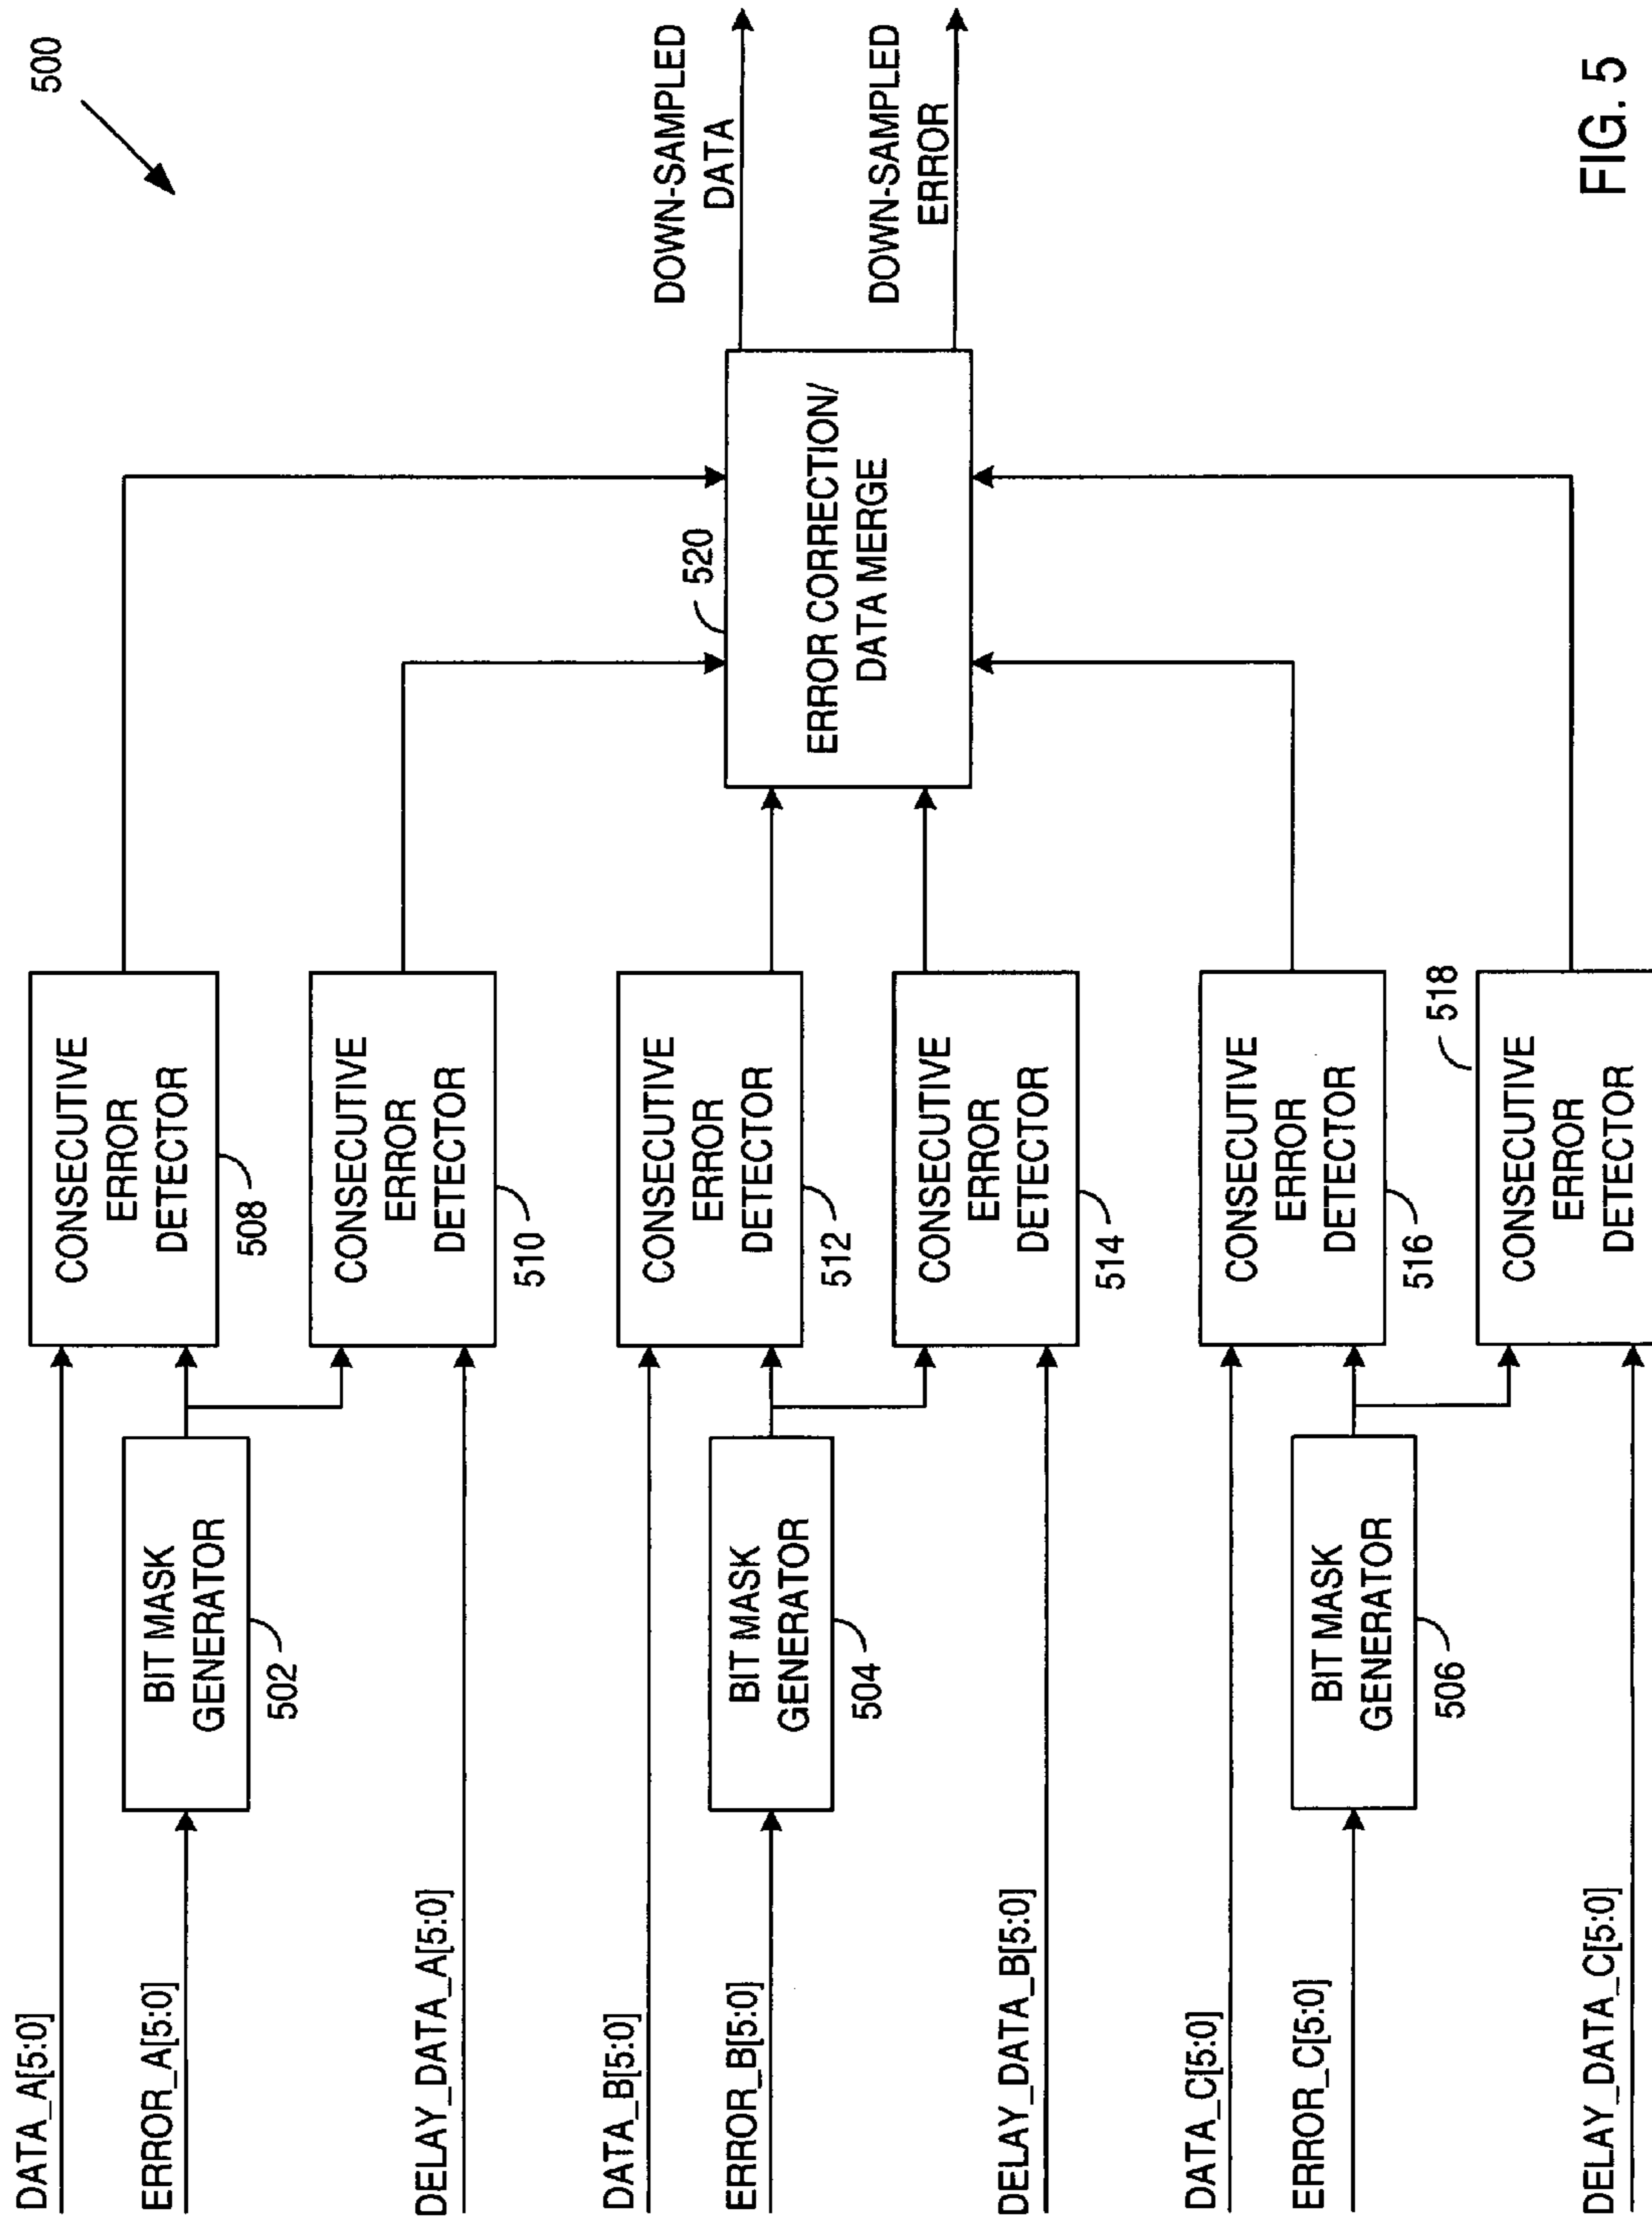 500
DATA_A[5:0]
ERROR_A[5:0]
BIT MASK
GENERATOR
502
CONSECUTIVE
ERROR
DETECTOR
508
DELAY_DATA_A[5:0]
CONSECUTIVE
ERROR
DETECTOR
510
DATA_B[5:0]
ERROR_B[5:0]
BIT MASK
GENERATOR
504
CONSECUTIVE
ERROR
DETECTOR
512
DELAY_DATA_B[5:0]
CONSECUTIVE
ERROR
DETECTOR
514
DATA_C[5:0]
ERROR_C[5:0]
BIT MASK
GENERATOR
506
CONSECUTIVE
ERROR
DETECTOR
516
DELAY_DATA_C[5:0]
CONSECUTIVE
ERROR
DETECTOR
518
520
ERROR CORRECTION/
DATA MERGE
DOWN-SAMPLED
DATA
DOWN-SAMPLED
ERROR
FIG. 5